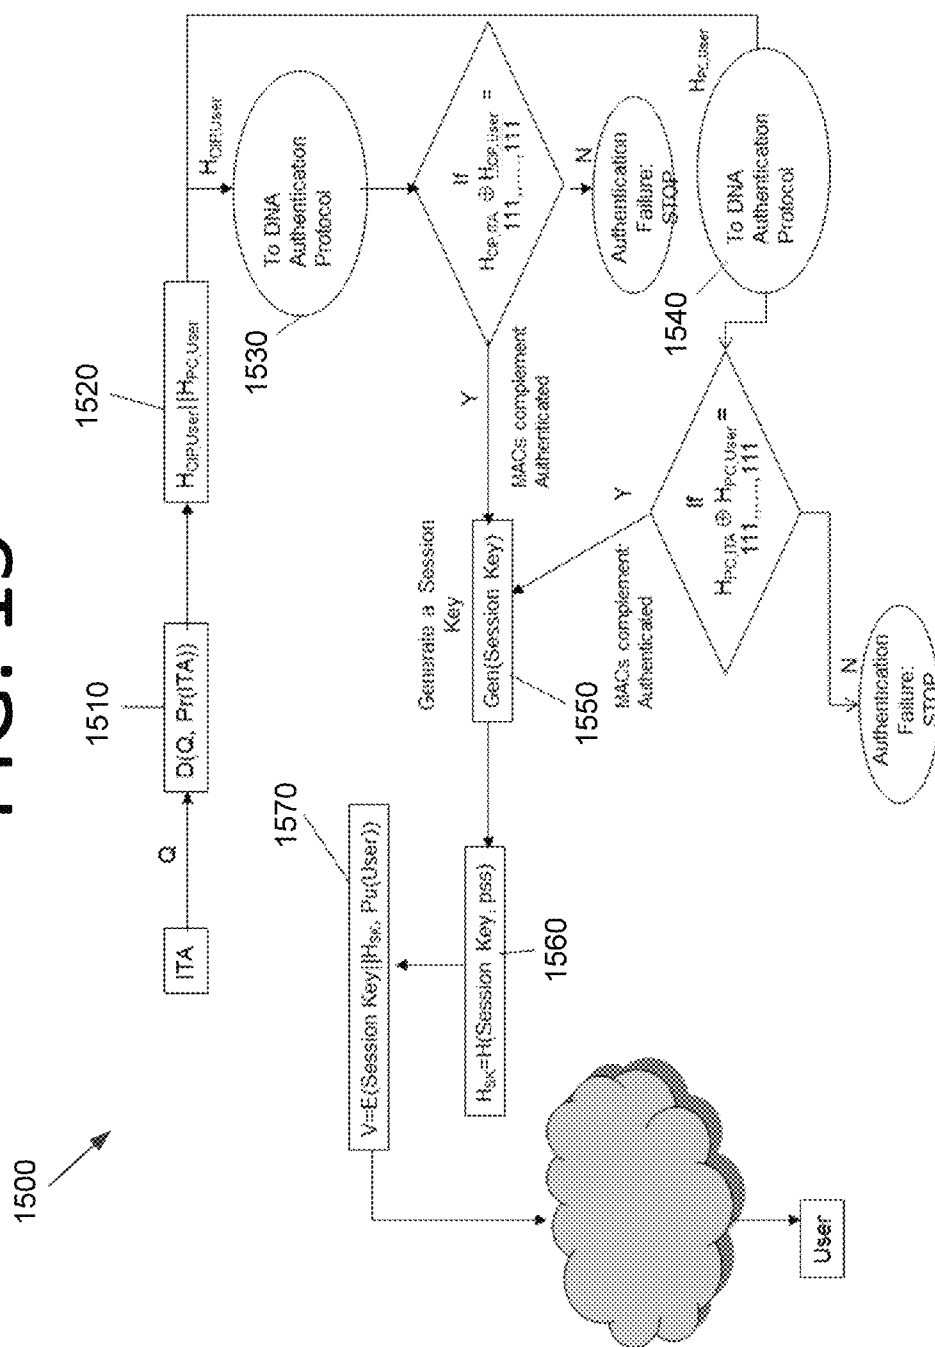 FIG. 15
1500
ITA
Q
1510
D(Q, Pr(ITA))
1520
H_OP,User||H_PC,User
H_OP,User
1530
To DNA
Authentication
Protocol
If
H_OP,ITA ⊕ H_OP,User =
111,......,111
N
Authentication
Failure:
STOP
H_PC,User
1540
To DNA
Authentication
Protocol
Y
MACs complement
Authenticated
If
H_PC,ITA ⊕ H_PC,User =
111,......,111
Y
MACs complement
Authenticated
N
Authentication
Failure:
STOP
Generate a Session
Key
Gen(Session Key)
1550
H_SK=H(Session Key, pss)
1560
1570
V=E(Session Key||H_SK, Pu(User))
User